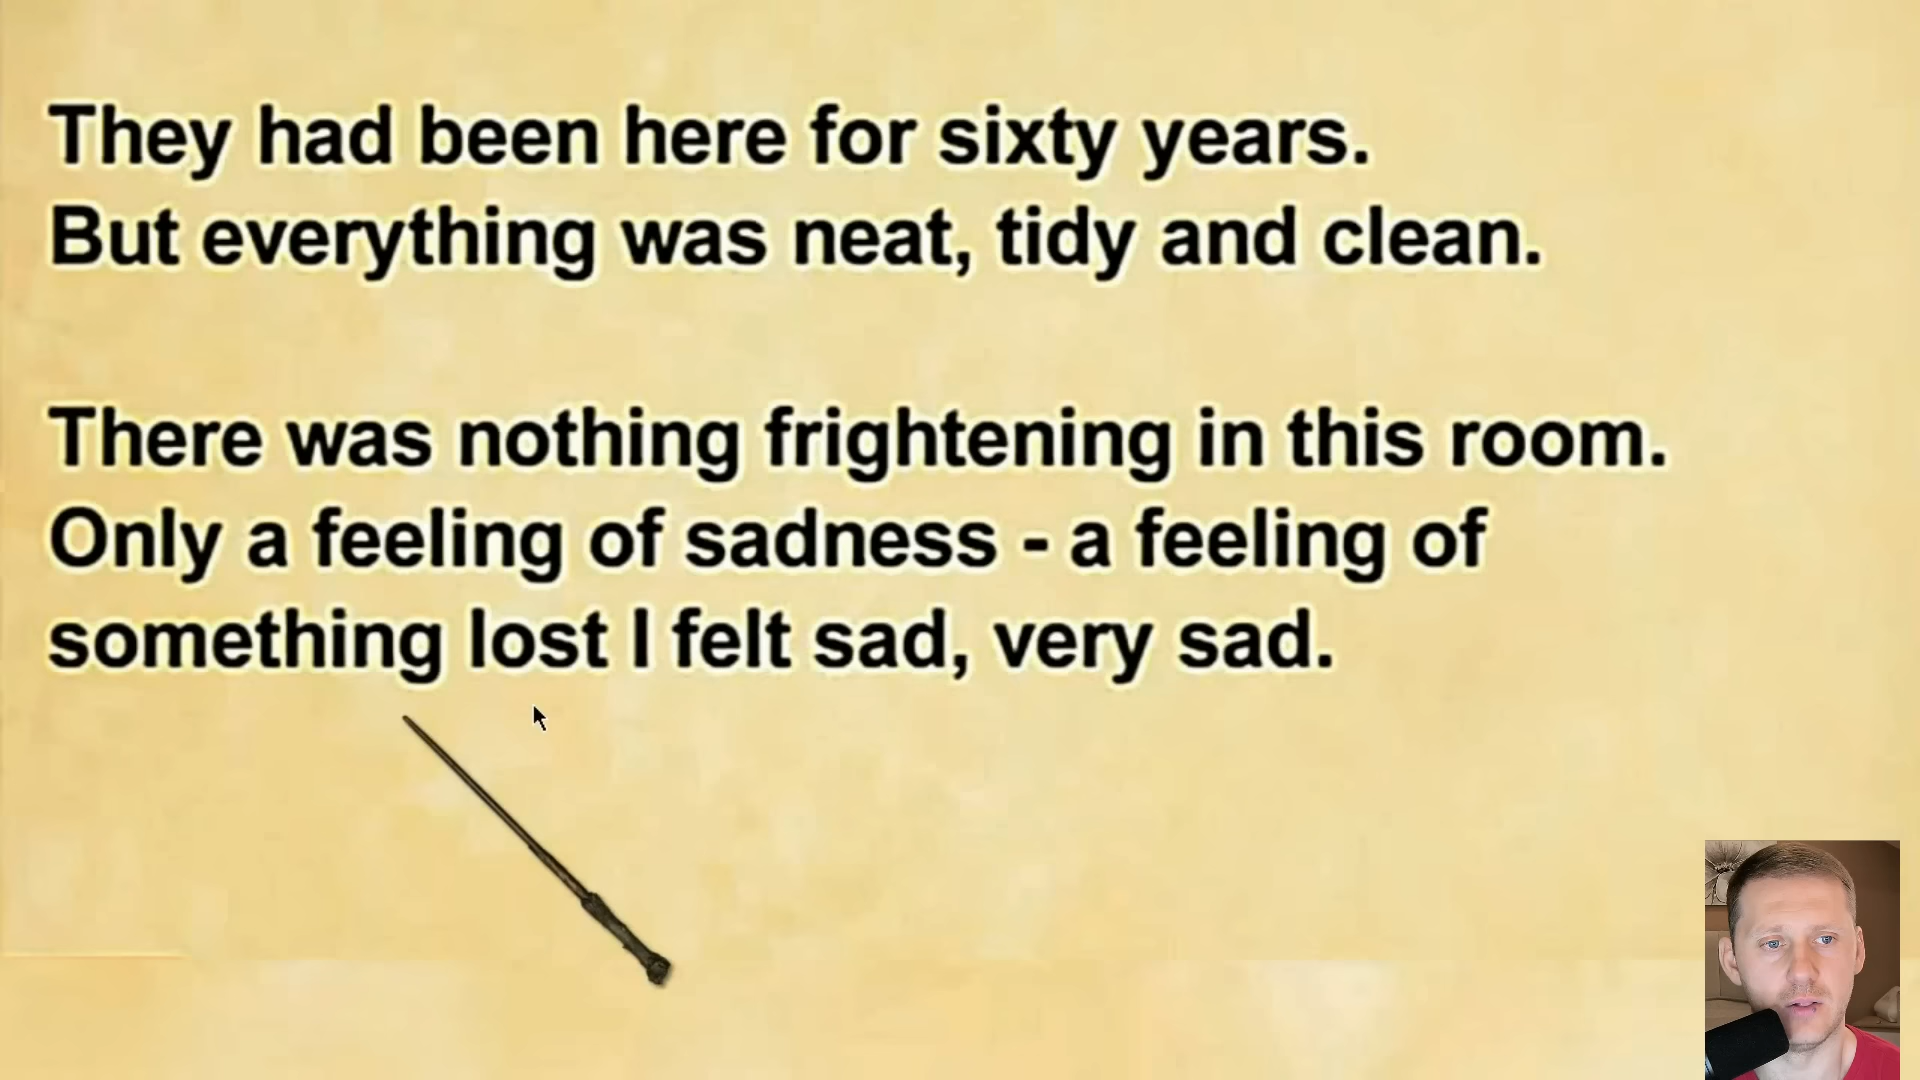 They had been here for sixty years.
But everything was neat, tidy and clean.
There was nothing frightening in this room.
Only a feeling of sadness - a feeling of
something lost I felt sad, very sad.